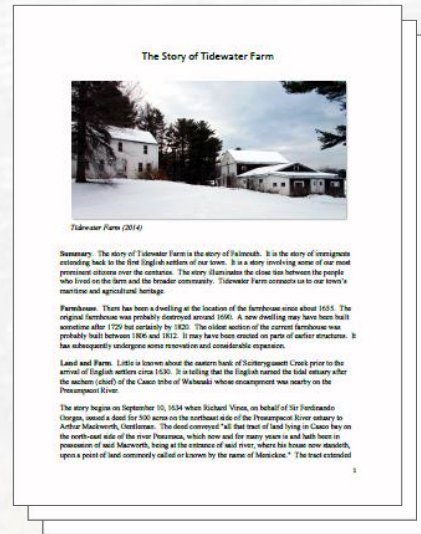 The Story of Tidewater Farm
Tidewater Farm (2014)
Summary. The story of Tidewater Farm is the story of Falmouth. It is the story of immigrants
extending back to the first English settlers of our town. It is a story involving some of our most
prominent citizens over the centuries. The story illuminates the close ties between the people
who lived on the farm and the broader community. Tidewater Farm connects us to our town's
maritime and agricultural heritage.
Farmhouse. There has been a dwelling at the location of the farmhouse since about 1655. The
original farmhouse was probably destroyed around 1690. A new dwelling may have been built
sometime after 1729 but certainly by 1820. The oldest section of the current farmhouse was
probably built between 1806 and 1812. It may have been erected on parts of earlier structures. It
has subsequently undergone some renovation and considerable expansion.
Land and Farm. Little is known about the eastern bank of Scitterygussett Creek prior to the
arrival of English settlers circa 1630. It is telling that the English named the tidal estuary after
the sachem (chief) of the Casco tribe of Wabanaki whose encampment was nearby on the
Presumpscot River.
The story begins on September 10, 1634 when Richard Vines, on behalf of Sir Ferdinando
Gorges, issued a deed for 500 acres on the northeast side of the Presumpscot River estuary to
Arthur Mackworth, Gentleman. The deed conveyed "all that tract of land lying in Casco bay on
the north-east side of the river Pesumsca, which now and for many years is and hath been in
possession of said Macworth, being at the entrance of said river, where his house now standeth,
upon a point of land commonly called or known by the name of Menickoe." The tract extended
1